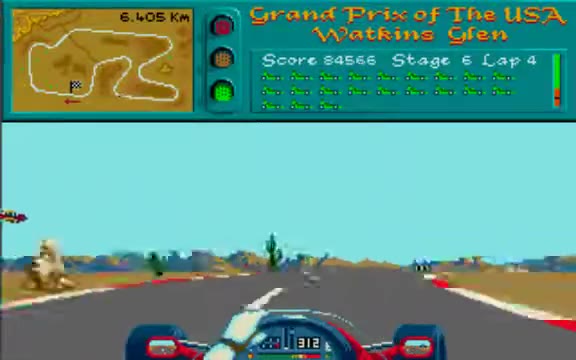 6.405 Km
Grand Prix of The USA
Watkins Glen
Score 84566 Stage 6 Lap 4
312